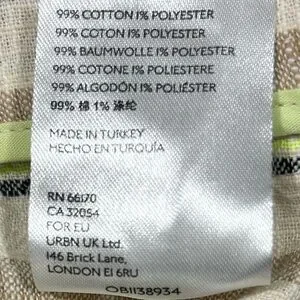 99% COTTON 1% POLYESTER
99% COTON 1% POLYESTER
99% BAUMWOLLE 1% POLYESTER
99% COTONE 1% POLIESTERE
99% ALGODÓN 1% POLIÉSTER
99% 棉 1% 涤纶
MADE IN TURKEY
HECHO EN TURQUÍA
RN 66170
CA 32054
FOR EU
URBN UK Ltd.
146 Brick Lane,
LONDON E1 6RU
OB1138934